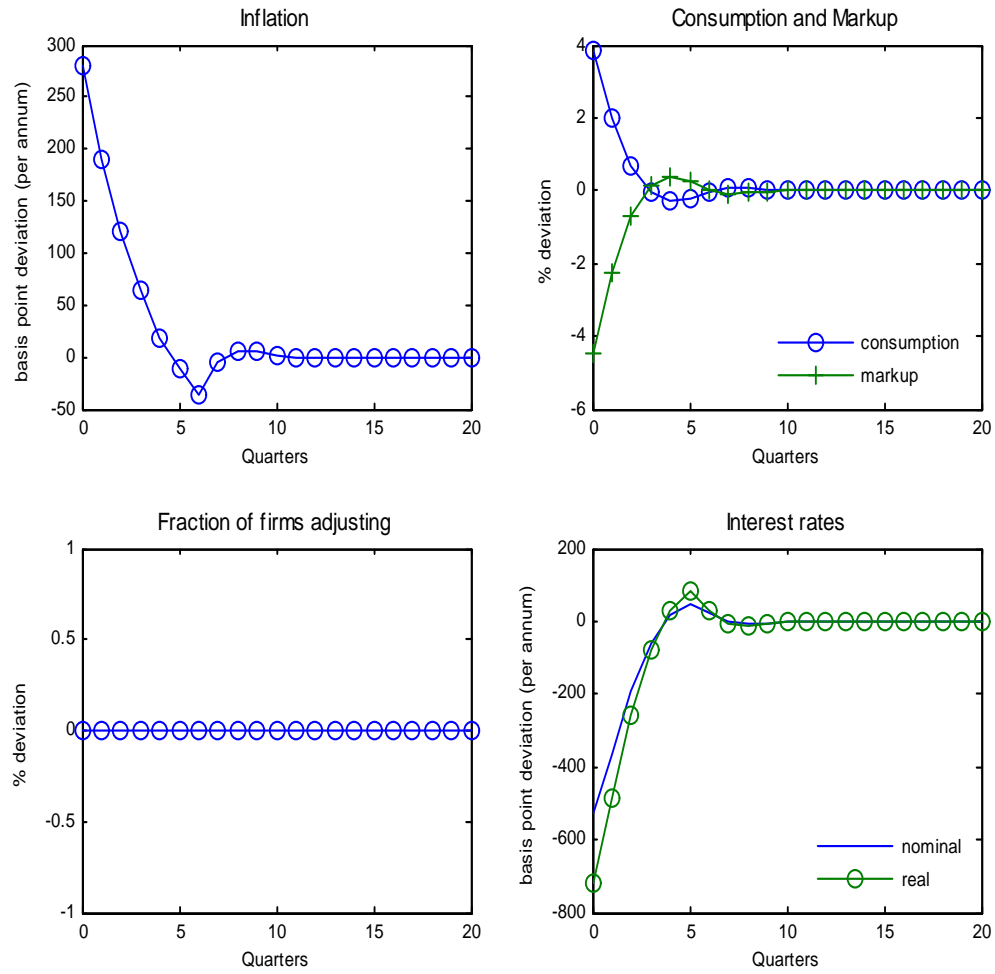 Inflation
basis point deviation (per annum)
300
250
200
150
100
50
0
-50
0 5 10 15 20
Quarters
Consumption and Markup
% deviation
4
2
0
-2
-4
-6
consumption
markup
0 5 10 15 20
Quarters
Fraction of firms adjusting
% deviation
1
0.5
0
-0.5
-1
0 5 10 15 20
Quarters
Interest rates
basis point deviation (per annum)
200
0
-200
-400
-600
-800
nominal
real
0 5 10 15 20
Quarters